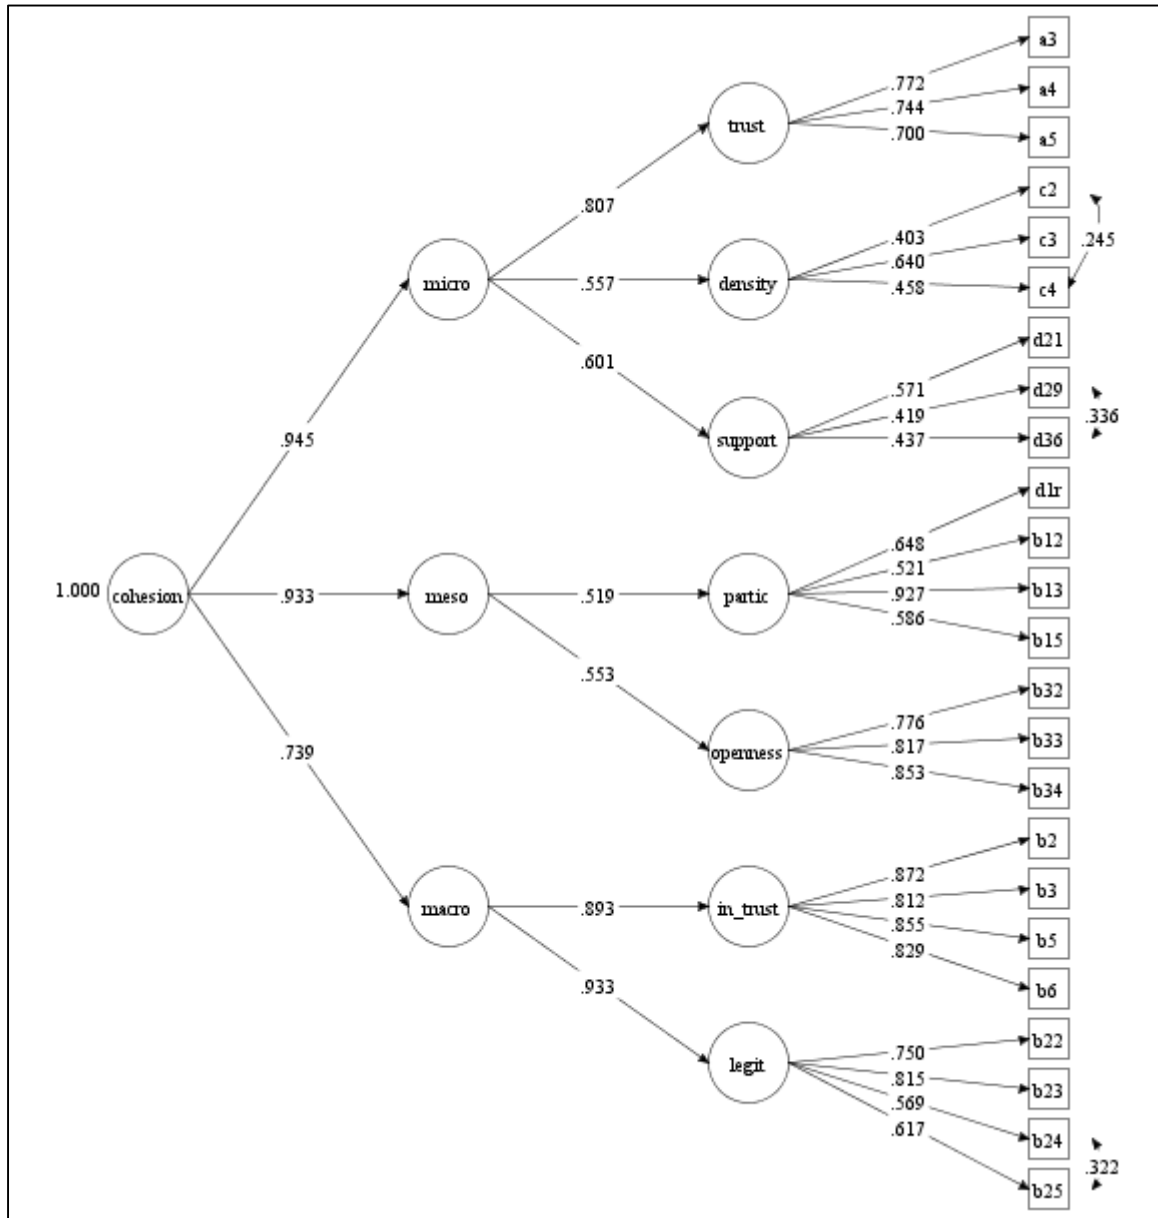 a3
.772
a4
.744
trust
.700
a5
c2
.807
.403
c3
.245
.640
micro
.557
density
.458
c4
d21
.601
.571
d29
.419
.336
.945
support
.437
d36
d1r
.648
b12
.521
1.000
cohesion
.933
meso
.519
partic
.927
b13
.586
b15
.553
b32
.776
.739
openness
.817
b33
.853
b34
b2
.872
b3
.812
macro
.893
in_trust
.855
b5
.829
.933
b6
b22
.750
legit
.815
b23
.569
.617
b24
.322
b25